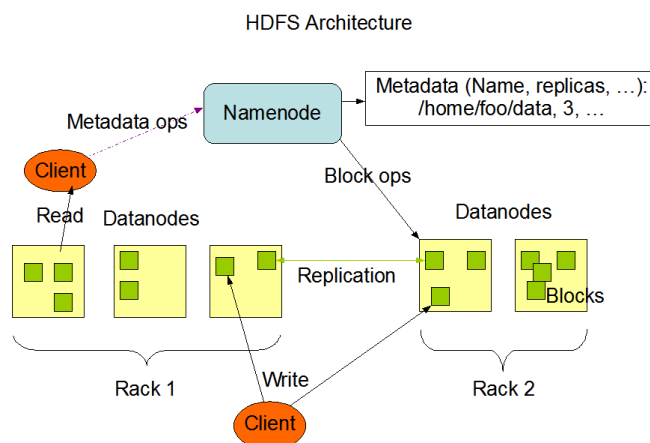 HDFS Architecture
Metadata (Name, replicas, …):
/home/foo/data, 3, …
Namenode
Metadata ops
Client
Block ops
Read
Datanodes
Datanodes
Replication
Blocks
Rack 1
Write
Rack 2
Client